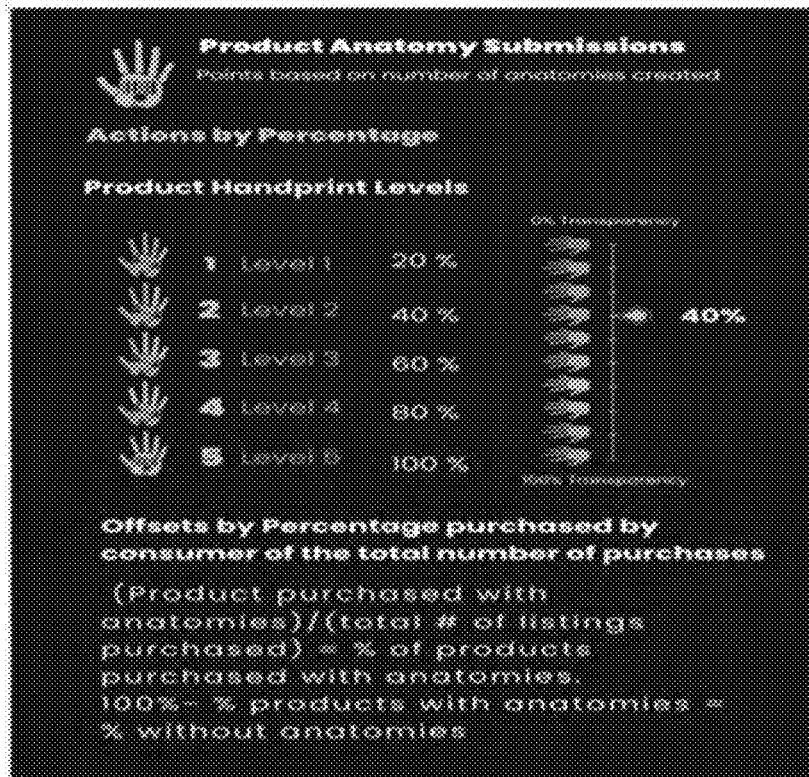 Product Anatomy Submissions
Points based on number of anatomies created
Actions by Percentage
Product Handprint Levels
0% Transparency
1 Level 1 20 %
2 Level 2 40 % 40%
3 Level 3 60 %
4 Level 4 80 %
5 Level 5 100 %
100% Transparency
Offsets by Percentage purchased by
consumer of the total number of purchases
(Product purchased with
anatomies)/(total # of listings
purchased) = % of products
purchased with anatomies.
100%- % products with anatomies =
% without anatomies